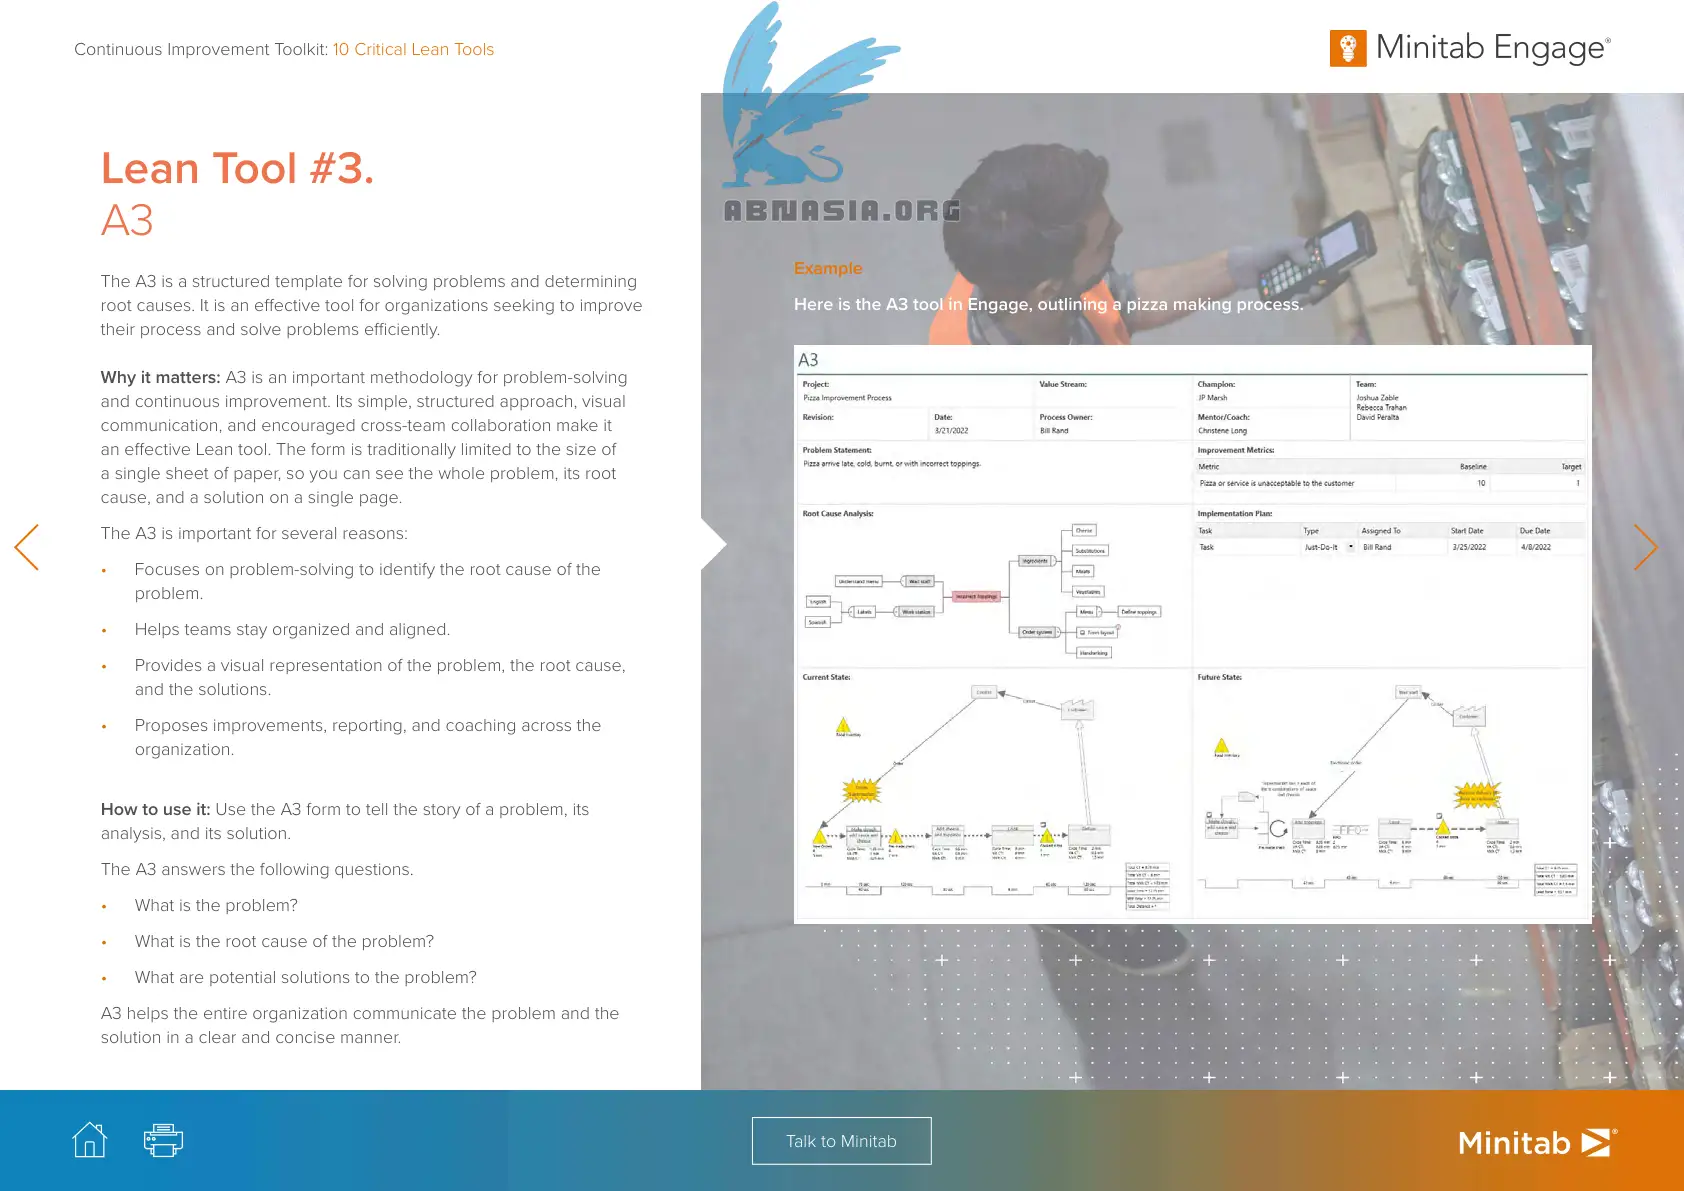 Continuous Improvement Toolkit: 10 Critical Lean Tools
Minitab Engage®
ABNASIA.ORG
Lean Tool #3.
A3
The A3 is a structured template for solving problems and determining
root causes. It is an effective tool for organizations seeking to improve
their process and solve problems efficiently.
Why it matters: A3 is an important methodology for problem-solving
and continuous improvement. Its simple, structured approach, visual
communication, and encouraged cross-team collaboration make it
an effective Lean tool. The form is traditionally limited to the size of
a single sheet of paper, so you can see the whole problem, its root
cause, and a solution on a single page.
The A3 is important for several reasons:
• Focuses on problem-solving to identify the root cause of the
problem.
• Helps teams stay organized and aligned.
• Provides a visual representation of the problem, the root cause,
and the solutions.
• Proposes improvements, reporting, and coaching across the
organization.
How to use it: Use the A3 form to tell the story of a problem, its
analysis, and its solution.
The A3 answers the following questions.
• What is the problem?
• What is the root cause of the problem?
• What are potential solutions to the problem?
A3 helps the entire organization communicate the problem and the
solution in a clear and concise manner.
Example
Here is the A3 tool in Engage, outlining a pizza making process.
A3
Project:
Pizza Improvement Process
Value Stream:
Champion:
JP Marsh
Team:
Joshua Zable
Rebecca Trahan
David Peralta
Revision:
Date:
3/21/2022
Process Owner:
Bill Rand
Mentor/Coach:
Christene Long
Problem Statement:
Pizza arrive late, cold, burnt, or with incorrect toppings.
Improvement Metrics:
Metric Baseline Target
Pizza or service is unacceptable to the customer 10 1
Root Cause Analysis:
Cheese
Substitutions
Ingredients
Meats
Vegetables
Understand menu
Wait staff
Incorrect toppings
English
Labels
Work station
Spanish
Menu
Define toppings
Order system
Form layout
Handwriting
Implementation Plan:
Task Type Assigned To Start Date Due Date
Task Just-Do-It Bill Rand 3/25/2022 4/8/2022
Current State:
Order
Future State:
Electronic order
Talk to Minitab
Minitab®